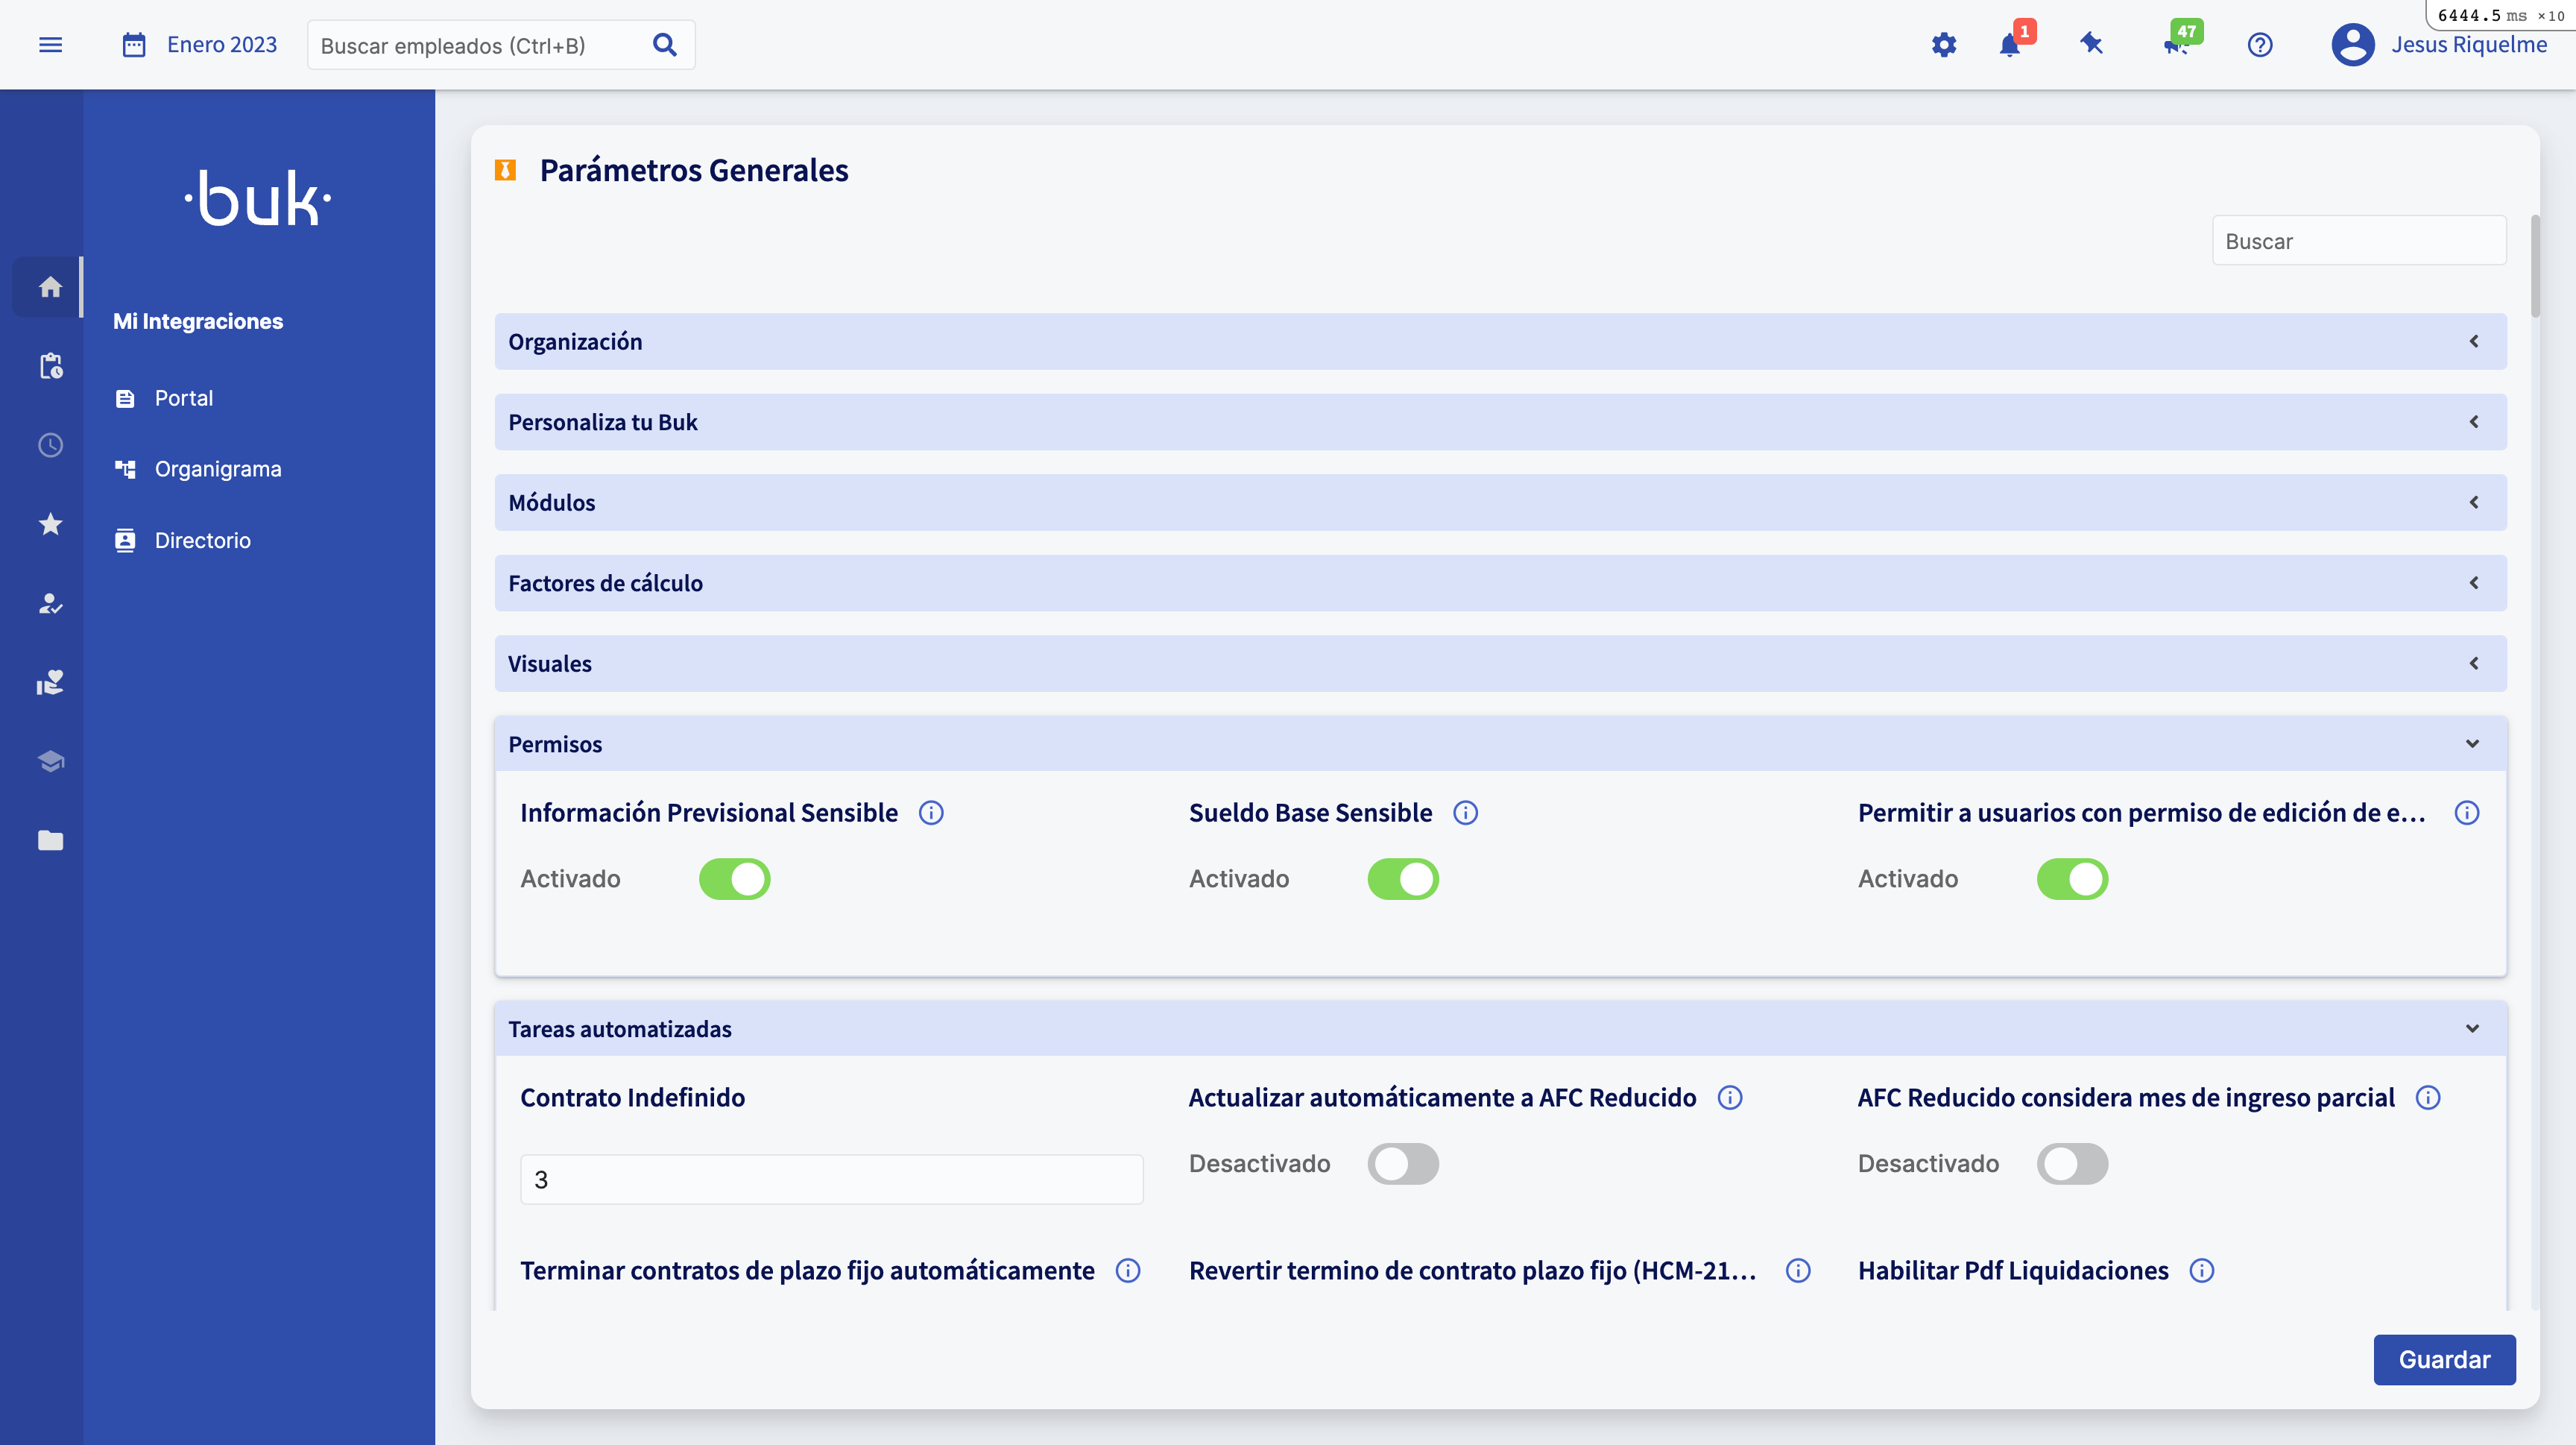 6444.5 ms ×10
Enero 2023
Buscar empleados (Ctrl+B)
1
47
Jesus Riquelme
·buk·
Mi Integraciones
Portal
Organigrama
Directorio
Parámetros Generales
Buscar
Organización
Personaliza tu Buk
Módulos
Factores de cálculo
Visuales
Permisos
Información Previsional Sensible
Sueldo Base Sensible
Permitir a usuarios con permiso de edición de e...
Activado
Activado
Activado
Tareas automatizadas
Contrato Indefinido
Actualizar automáticamente a AFC Reducido
AFC Reducido considera mes de ingreso parcial
3
Desactivado
Desactivado
Terminar contratos de plazo fijo automáticamente
Revertir termino de contrato plazo fijo (HCM-21...
Habilitar Pdf Liquidaciones
Guardar